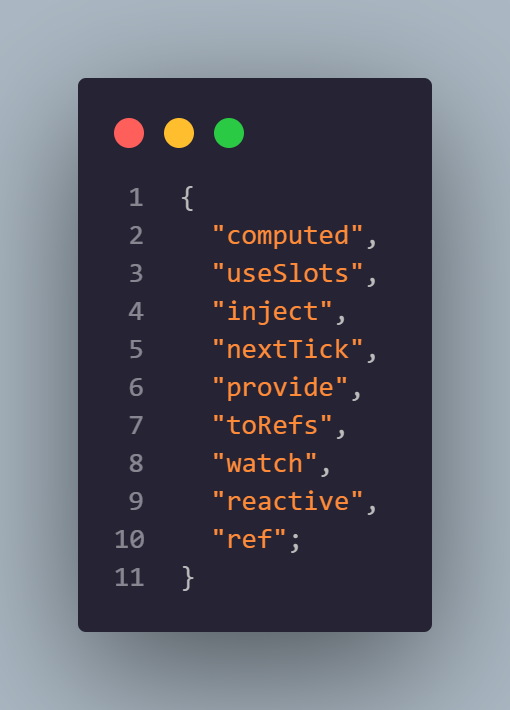 1 {
2 "computed",
3 "useSlots",
4 "inject",
5 "nextTick",
6 "provide",
7 "toRefs",
8 "watch",
9 "reactive",
10 "ref";
11 }